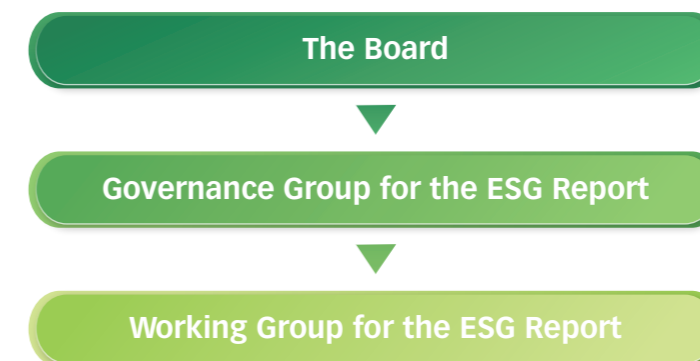 The Board
Governance Group for the ESG Report
Working Group for the ESG Report